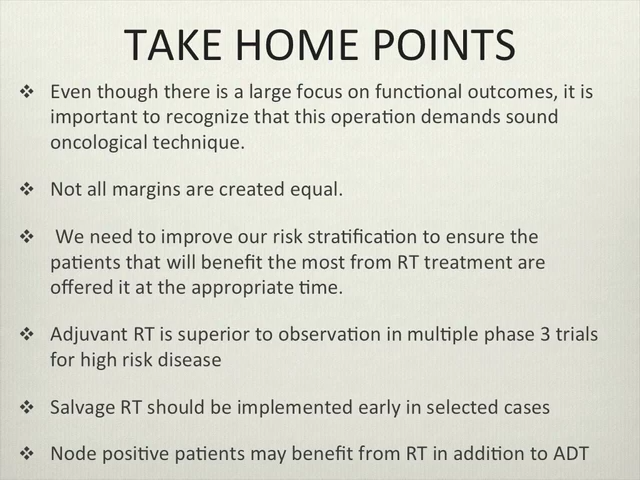 TAKE HOME POINTS
❖ Even though there is a large focus on functional outcomes, it is
important to recognize that this operation demands sound
oncological technique.
❖ Not all margins are created equal.
❖ We need to improve our risk stratification to ensure the
patients that will benefit the most from RT treatment are
offered it at the appropriate time.
❖ Adjuvant RT is superior to observation in multiple phase 3 trials
for high risk disease
❖ Salvage RT should be implemented early in selected cases
❖ Node positive patients may benefit from RT in addition to ADT